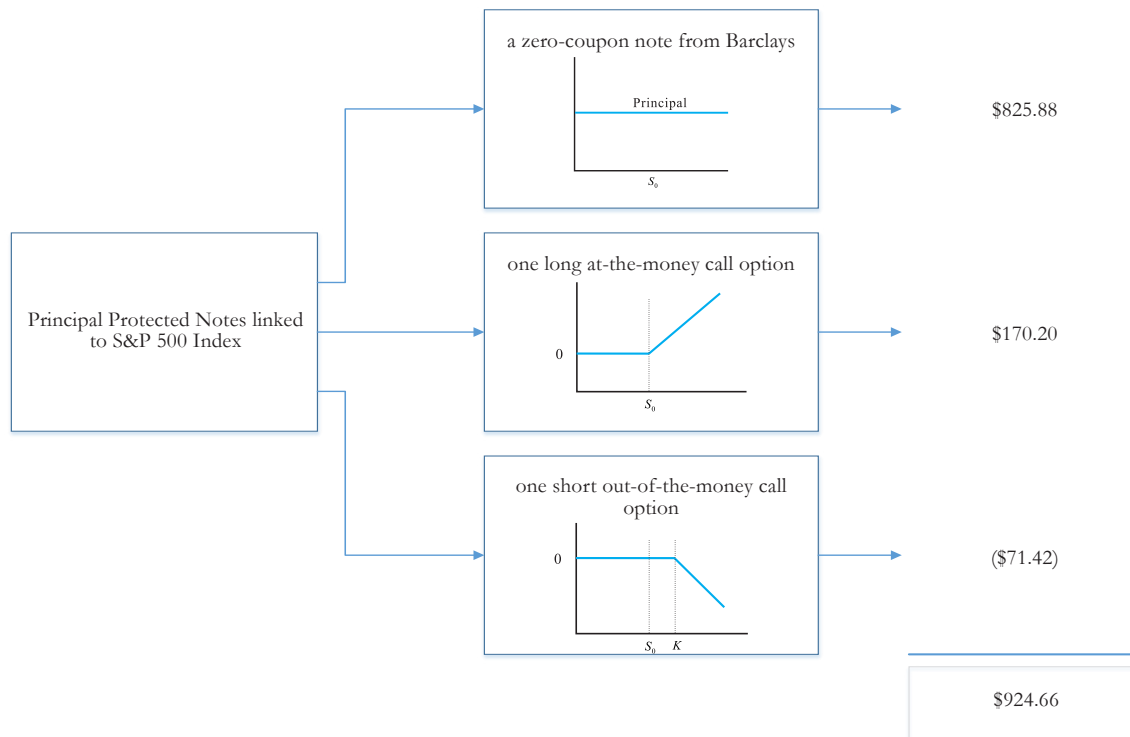 a zero-coupon note from Barclays
Principal
S₀
$825.88
Principal Protected Notes linked
to S&P 500 Index
one long at-the-money call option
0
S₀
$170.20
one short out-of-the-money call
option
0
S₀ K
($71.42)
$924.66